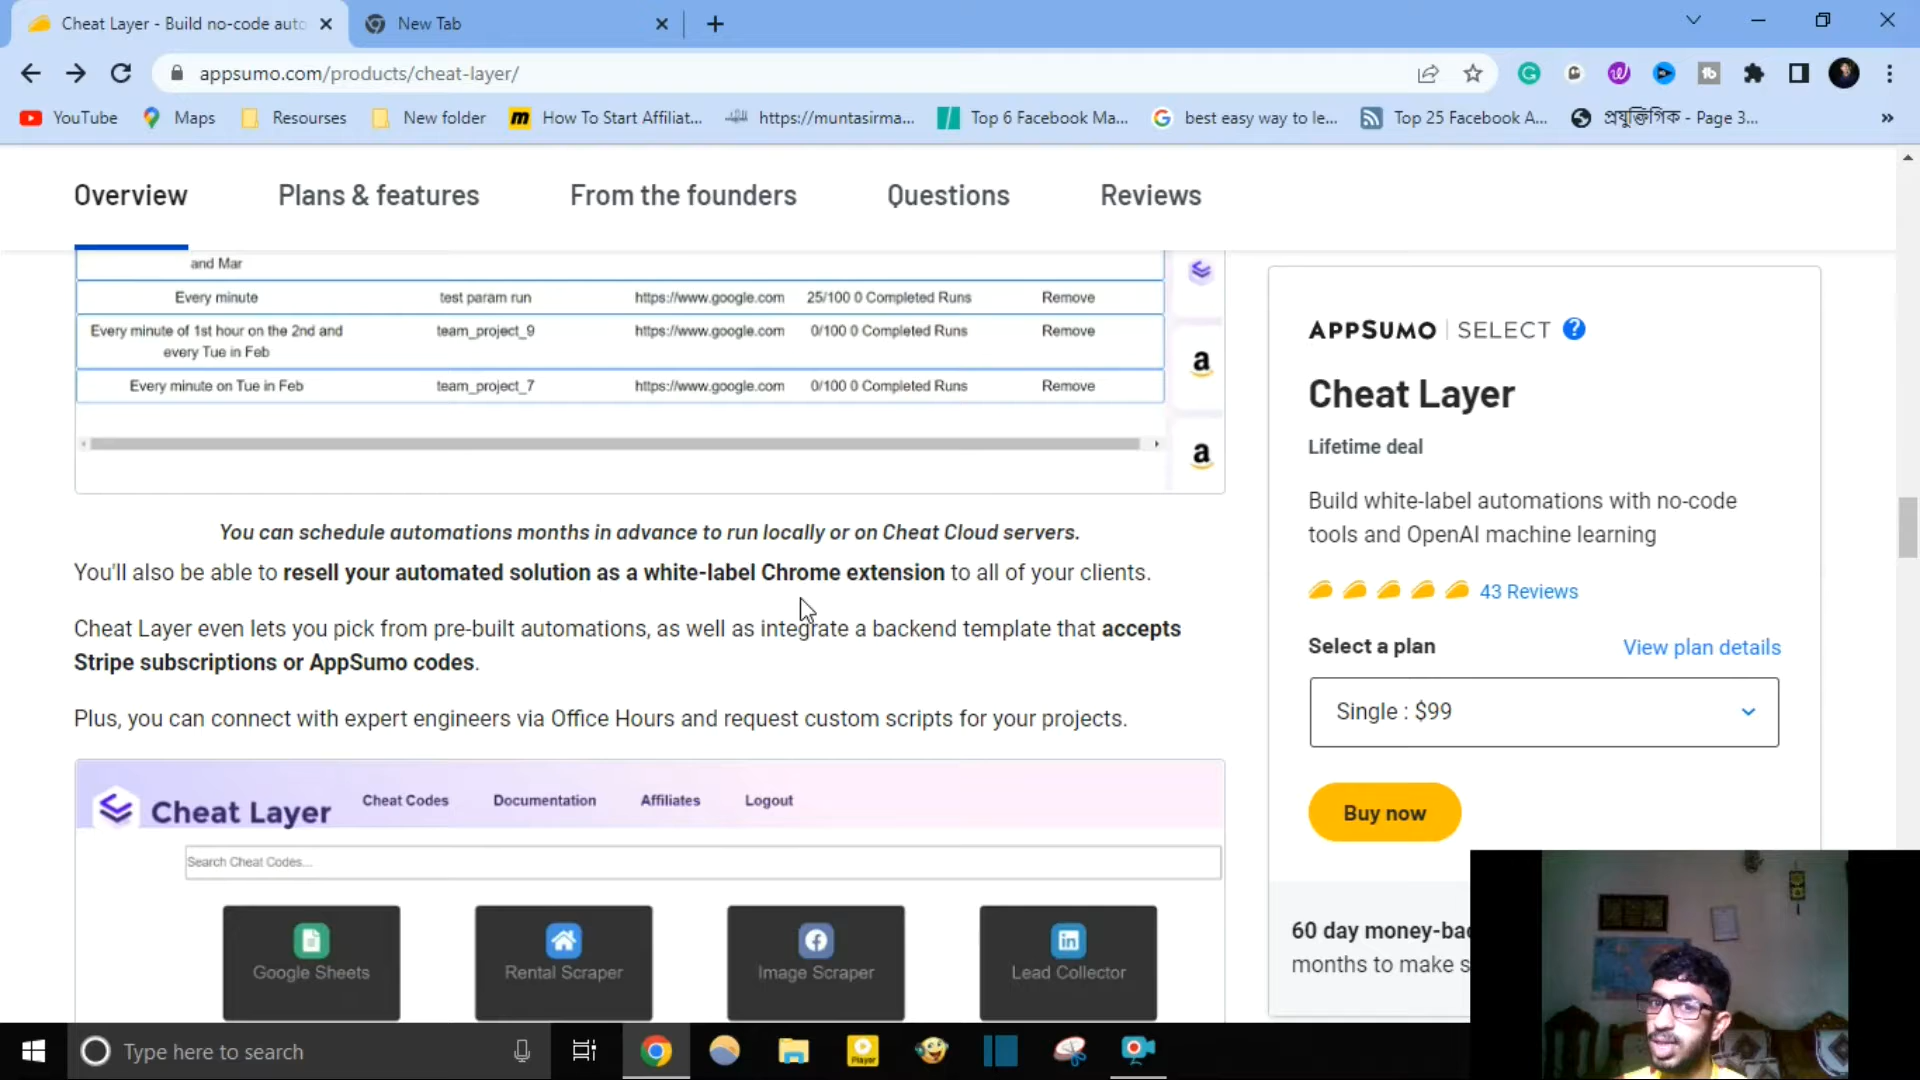 Cheat Layer - Build no-code auto
New Tab
appsumo.com/products/cheat-layer/
YouTube
Maps
Resourses
New folder
How To Start Affiliat...
https://muntasirma...
Top 6 Facebook Ma...
best easy way to le...
Top 25 Facebook A...
প্রযুক্তিগিক - Page 3...
Overview
Plans & features
From the founders
Questions
Reviews
and Mar
Every minute test param run https://www.google.com 25/100 0 Completed Runs Remove
Every minute of 1st hour on the 2nd and team_project_9 https://www.google.com 0/100 0 Completed Runs Remove
every Tue in Feb
Every minute on Tue in Feb team_project_7 https://www.google.com 0/100 0 Completed Runs Remove
a
a
You can schedule automations months in advance to run locally or on Cheat Cloud servers.
You'll also be able to resell your automated solution as a white-label Chrome extension to all of your clients.
Cheat Layer even lets you pick from pre-built automations, as well as integrate a backend template that accepts
Stripe subscriptions or AppSumo codes.
Plus, you can connect with expert engineers via Office Hours and request custom scripts for your projects.
Cheat Layer
Cheat Codes
Documentation
Affiliates
Logout
Search Cheat Codes...
Google Sheets
Rental Scraper
Image Scraper
Lead Collector
APPSUMO SELECT ?
Cheat Layer
Lifetime deal
Build white-label automations with no-code
tools and OpenAI machine learning
43 Reviews
Select a plan
View plan details
Single : $99
Buy now
60 day money-bac
months to make s
Type here to search
Player